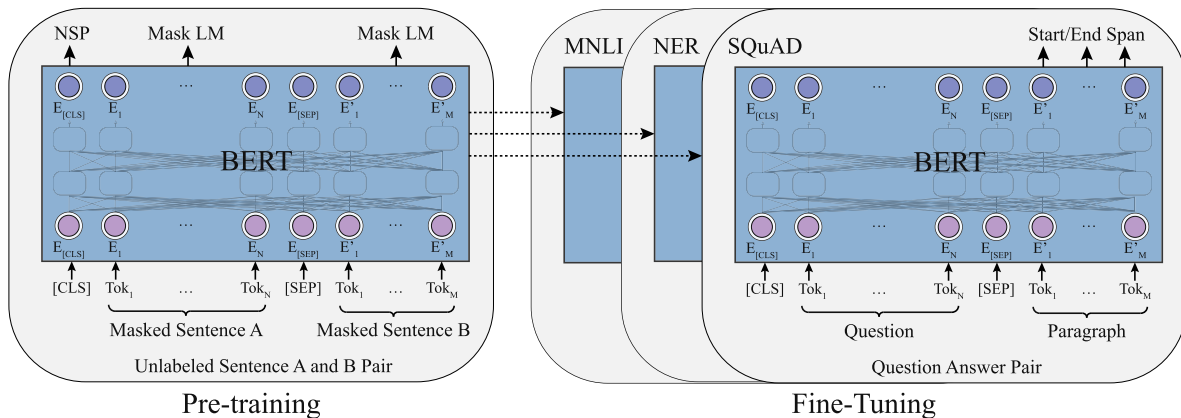 NSP Mask LM Mask LM
E[CLS] E1 ... EN E[SEP] E'1 ... E'M
BERT
E[CLS] E1 ... EN E[SEP] E'1 ... E'M
[CLS] Tok1 ... TokN [SEP] Tok1 ... TokM
Masked Sentence A Masked Sentence B
Unlabeled Sentence A and B Pair
Pre-training
MNLI NER SQuAD Start/End Span
E[CLS] E1 ... EN E[SEP] E'1 ... E'M
BERT
E[CLS] E1 ... EN E[SEP] E'1 ... E'M
[CLS] Tok1 ... TokN [SEP] Tok1 ... TokM
Question Paragraph
Question Answer Pair
Fine-Tuning